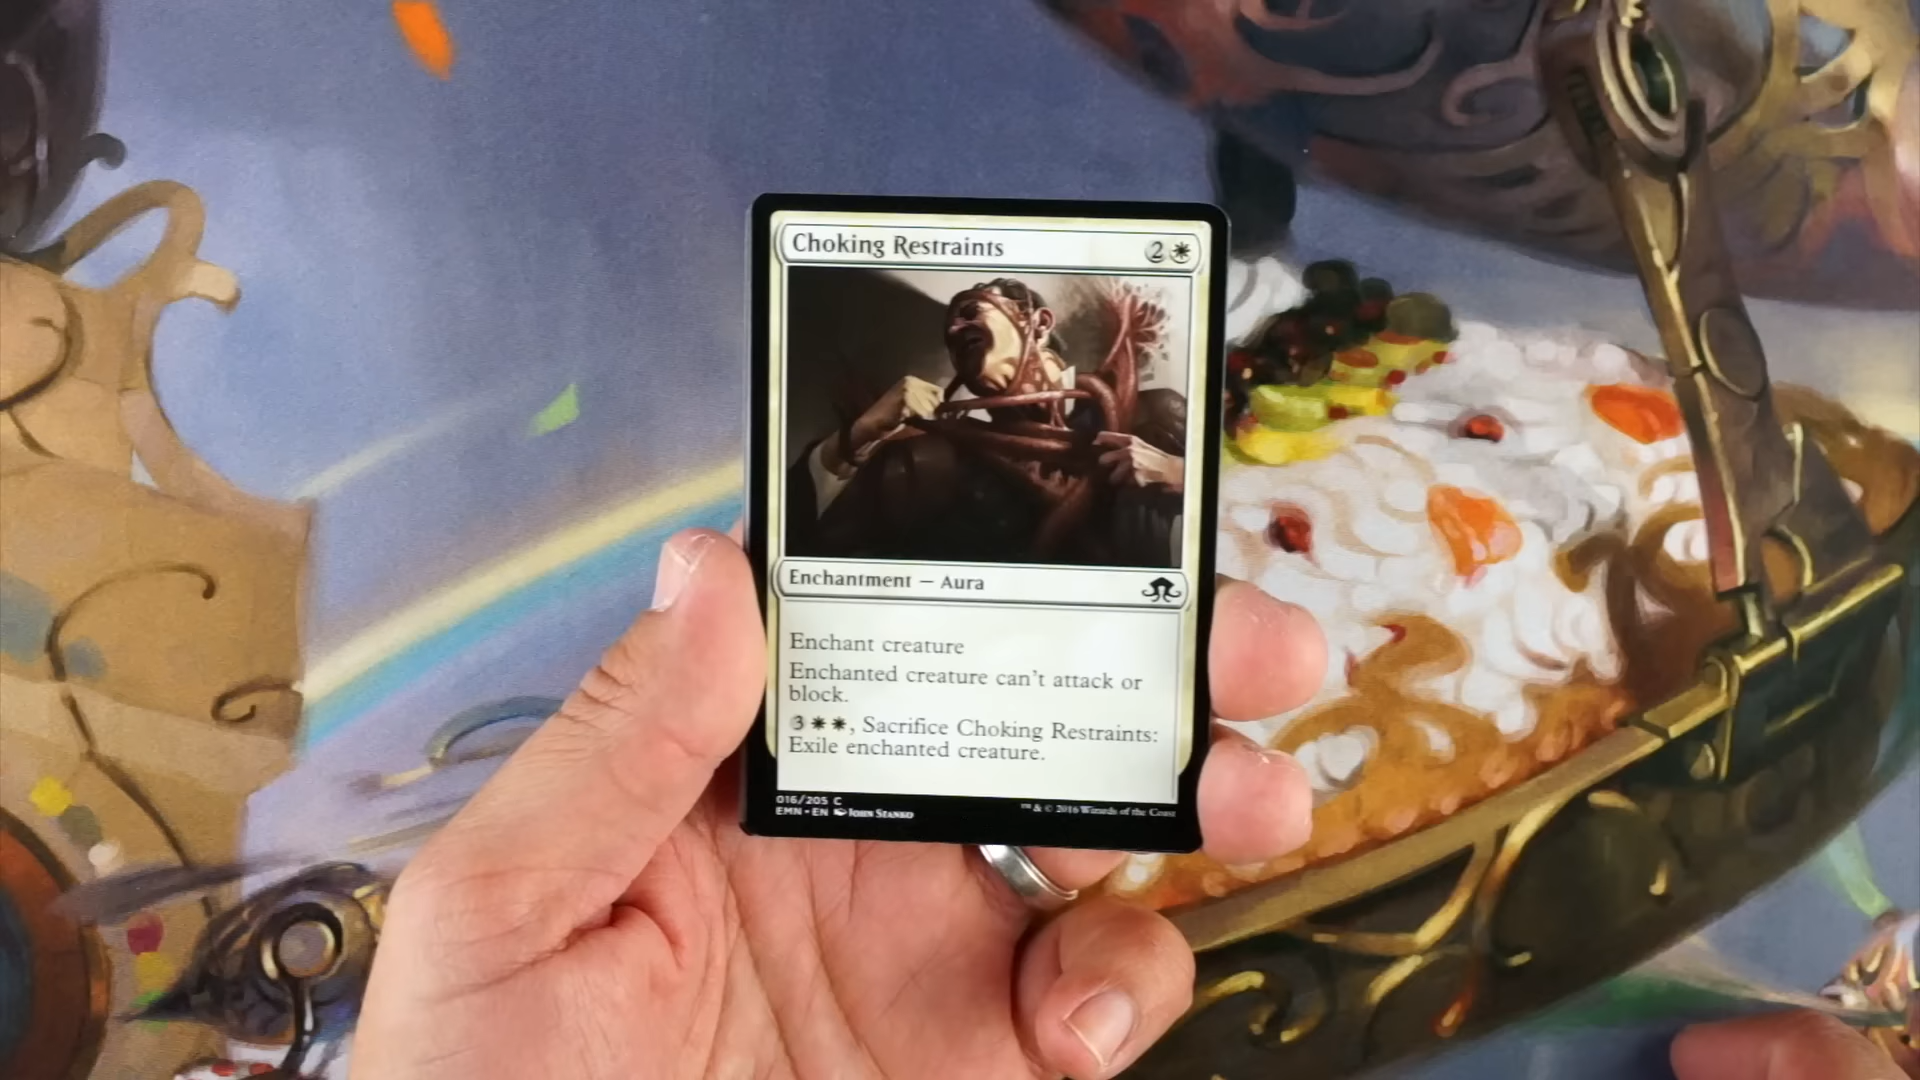 Choking Restraints 2
Enchantment — Aura
Enchant creature
Enchanted creature can't attack or
block.
3, Sacrifice Choking Restraints:
Exile enchanted creature.
016/205 C
EMN • EN John Stanko
™ & © 2016 Wizards of the Coast